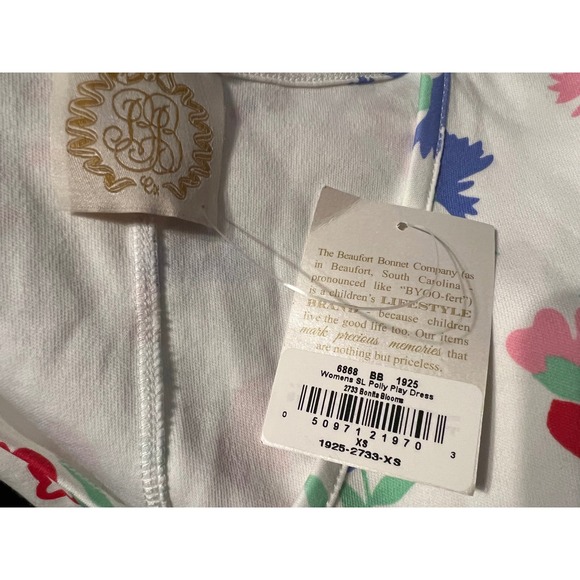 The Beaufort Bonnet Company (as
in Beaufort, South Carolina
pronounced like "BYOO-fert")
is a children's LIFESTYLE
BRAND because children
live the good life too. Our items
mark precious memories that
are nothing but priceless.
6868 BB 1925
Womens SL Polly Play Dress
2733 Bonita Blooms
0 50971 21970 3
XS
1925-2733-XS